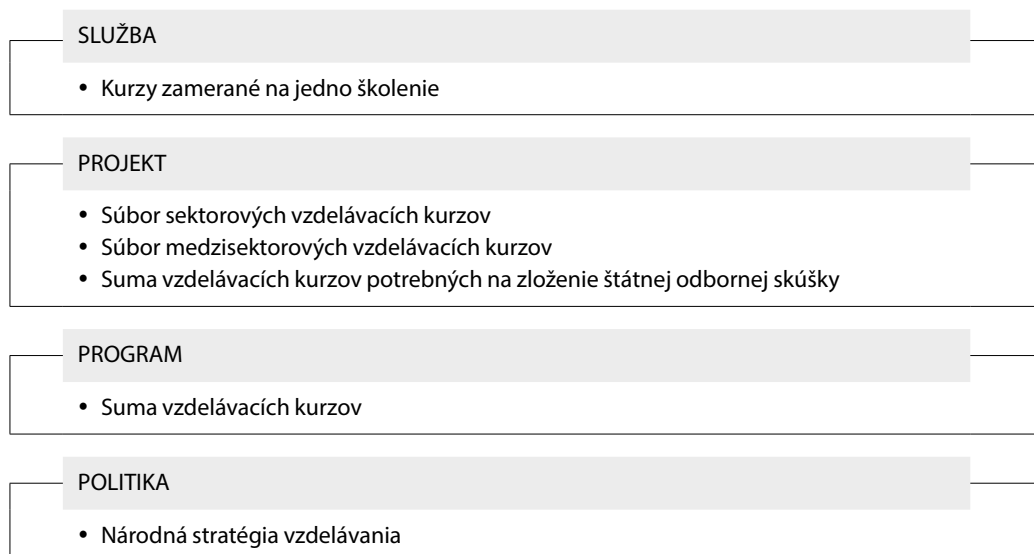 SLUŽBA
• Kurzy zamerané na jedno školenie
PROJEKT
• Súbor sektorových vzdelávacích kurzov
• Súbor medzisektorových vzdelávacích kurzov
• Suma vzdelávacích kurzov potrebných na zloženie štátnej odbornej skúšky
PROGRAM
• Suma vzdelávacích kurzov
POLITIKA
• Národná stratégia vzdelávania